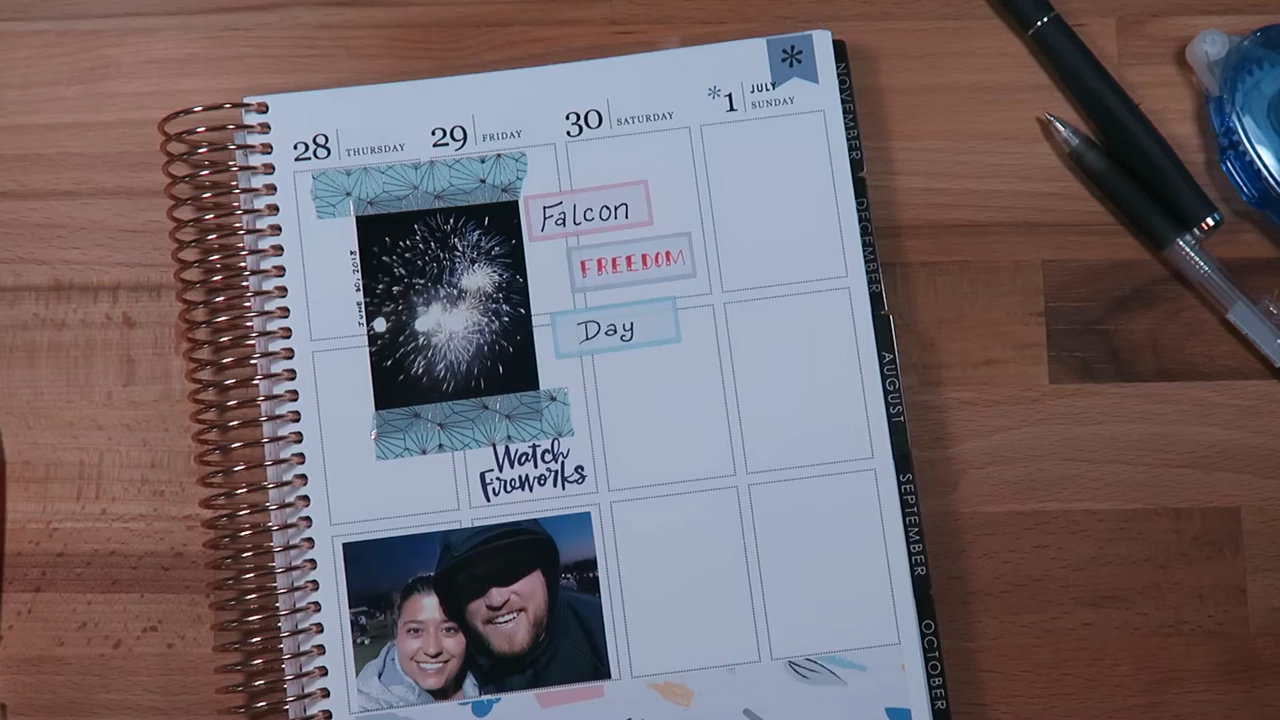 *
28 THURSDAY
29 FRIDAY
30 SATURDAY
*1 JULY SUNDAY
Falcon
FREEDOM
Day
JUNE 30, 2018
Watch
Fireworks
NOVEMBER
DECEMBER
AUGUST
SEPTEMBER
OCTOBER